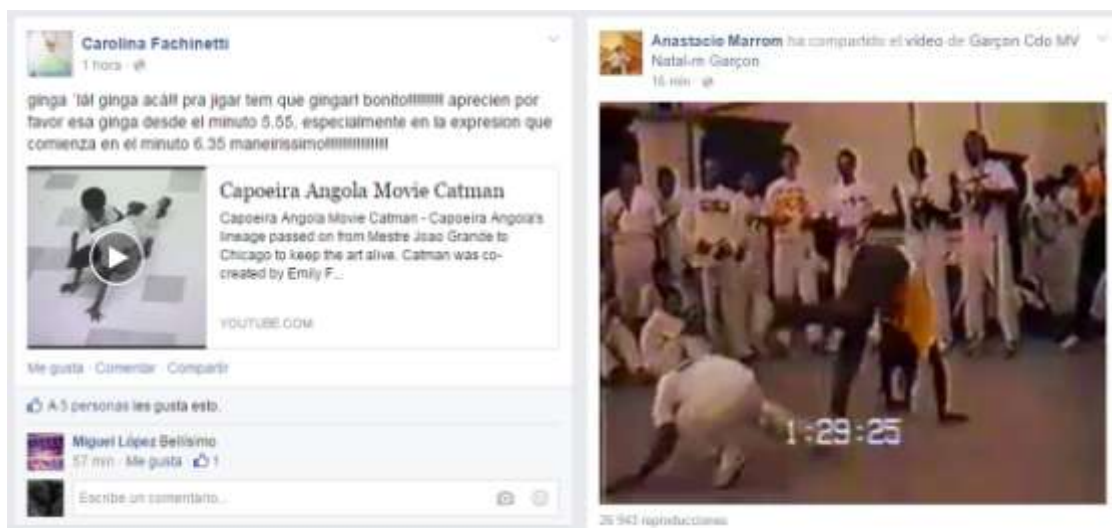 Carolina Fachinetti
1 hora ·
ginga ´lá! ginga acá!! pra jigar tem que gingar! bonito!!!!!!!!! aprecien por
favor esa ginga desde el minuto 5.55, especialmente en la expresion que
comienza en el minuto 6.35 maneirissimo!!!!!!!!!!!!!!!
Capoeira Angola Movie Catman
Capoeira Angola Movie Catman - Capoeira Angola's
lineage passed on from Mestre Joao Grande to
Chicago to keep the art alive. Catman was co-
created by Emily F...
YOUTUBE.COM
Me gusta · Comentar · Compartir
A 5 personas les gusta esto.
Miguel López Bellísimo
57 min · Me gusta · 1
Escribe un comentario...
Anastacio Marrom ha compartido el vídeo de Garçon Cdo MV
Natal-rn Garçon
16 min ·
1:29:25
26 943 reproducciones